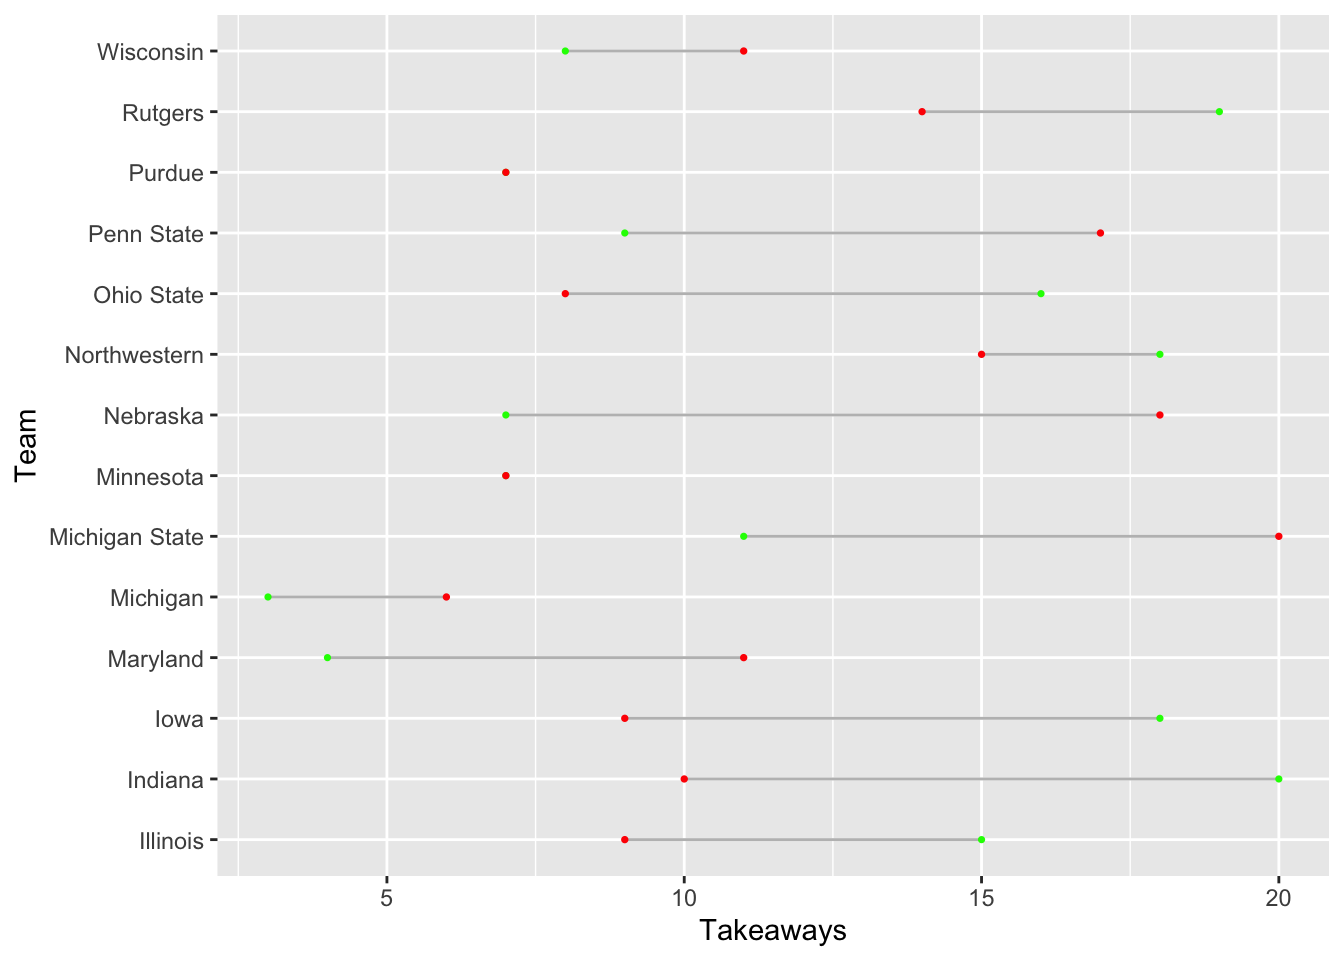 Wisconsin
Rutgers
Purdue
Penn State
Ohio State
Northwestern
Nebraska
Minnesota
Michigan State
Michigan
Maryland
Iowa
Indiana
Illinois
Team
5 10 15 20
Takeaways